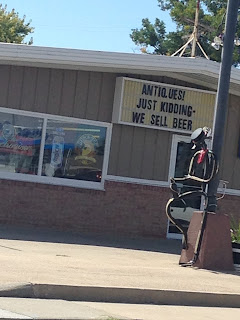 ANTIQUES!
JUST KIDDING-
WE SELL BEER